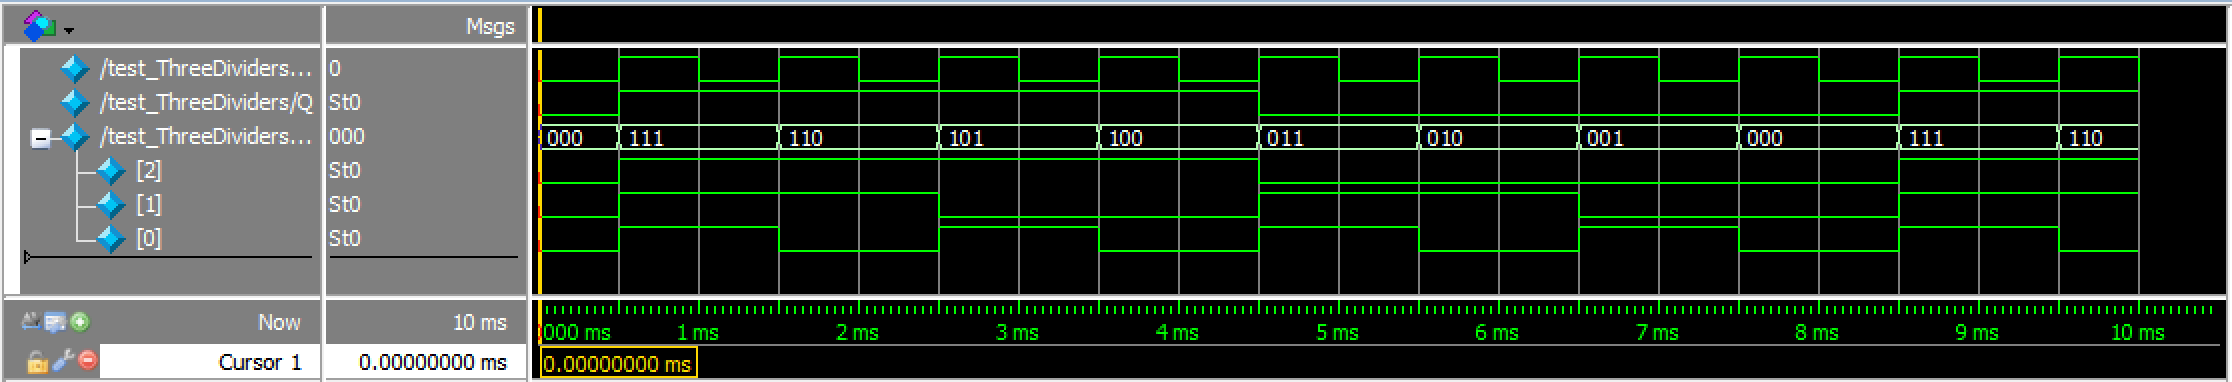 Msgs
/test_ThreeDividers... 0
/test_ThreeDividers/Q St0
/test_ThreeDividers... 000 000 111 110 101 100 011 010 001 000 111 110
[2] St0
[1] St0
[0] St0
Now 10 ms 000 ms 1 ms 2 ms 3 ms 4 ms 5 ms 6 ms 7 ms 8 ms 9 ms 10 ms
Cursor 1 0.00000000 ms 0.00000000 ms